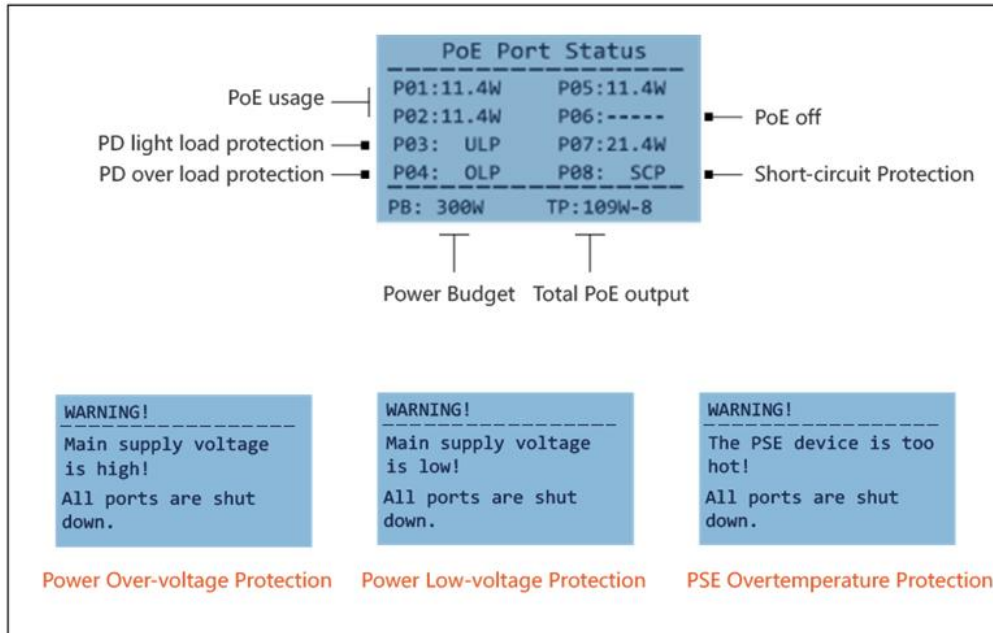 PoE Port Status
PoE usage
P01:11.4W P05:11.4W
P02:11.4W P06:-----
PoE off
PD light load protection
P03: ULP P07:21.4W
PD over load protection
P04: OLP P08: SCP
Short-circuit Protection
PB: 300W TP:109W-8
Power Budget Total PoE output
WARNING!
Main supply voltage
is high!
All ports are shut
down.
Power Over-voltage Protection
WARNING!
Main supply voltage
is low!
All ports are shut
down.
Power Low-voltage Protection
WARNING!
The PSE device is too
hot!
All ports are shut
down.
PSE Overtemperature Protection